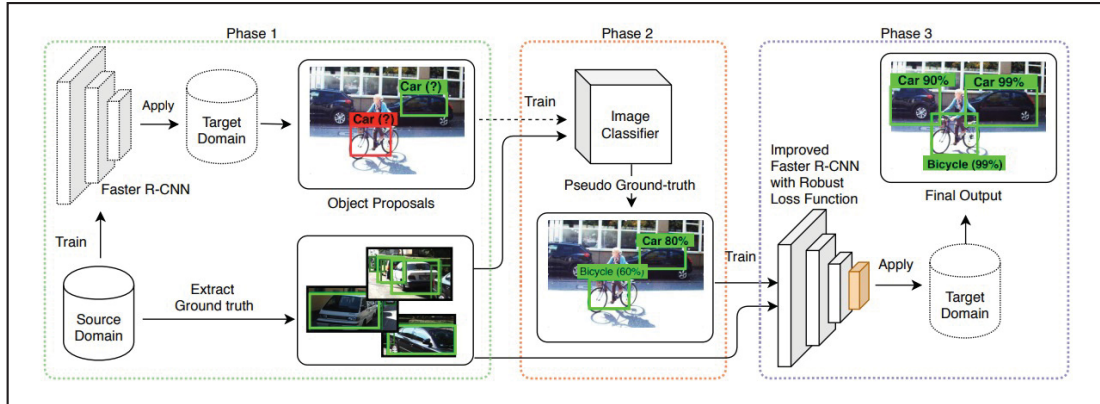 Phase 1
Phase 2
Phase 3
Faster R-CNN
Apply
Target
Domain
Car (?)
Car (?)
Object Proposals
Train
Source
Domain
Extract
Ground truth
Train
Image
Classifier
Pseudo Ground-truth
Car 80%
Bicycle (60%)
Train
Improved
Faster R-CNN
with Robust
Loss Function
Apply
Target
Domain
Car 90%
Car 99%
Bicycle (99%)
Final Output